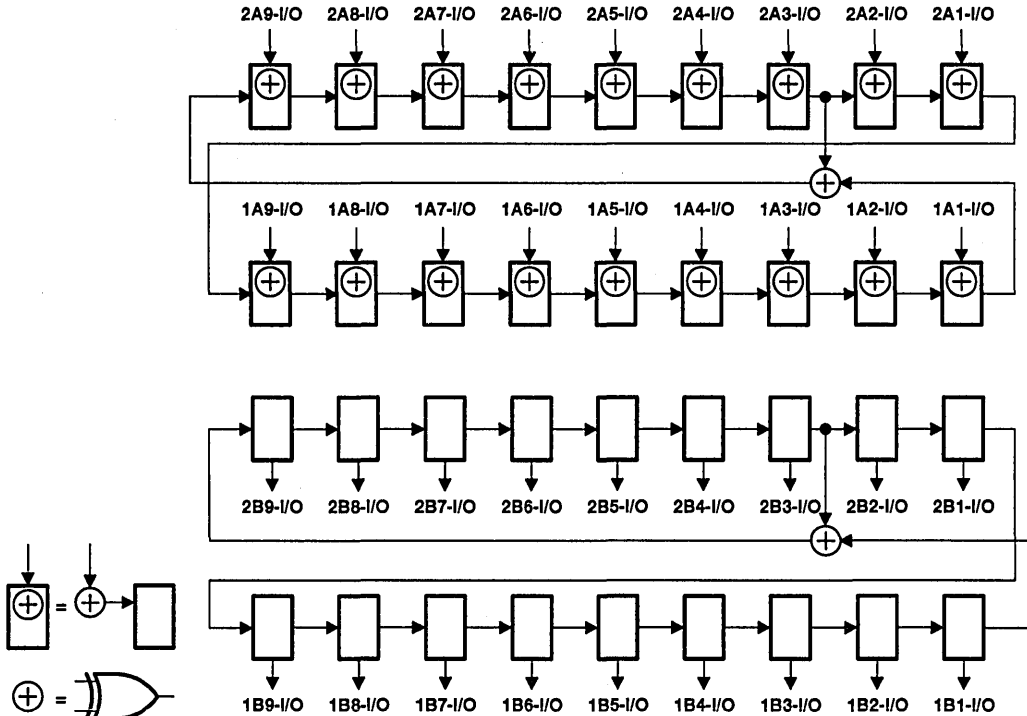 2A9-I/O 2A8-I/O 2A7-I/O 2A6-I/O 2A5-I/O 2A4-I/O 2A3-I/O 2A2-I/O 2A1-I/O
1A9-I/O 1A8-I/O 1A7-I/O 1A6-I/O 1A5-I/O 1A4-I/O 1A3-I/O 1A2-I/O 1A1-I/O
2B9-I/O 2B8-I/O 2B7-I/O 2B6-I/O 2B5-I/O 2B4-I/O 2B3-I/O 2B2-I/O 2B1-I/O
=
=
1B9-I/O 1B8-I/O 1B7-I/O 1B6-I/O 1B5-I/O 1B4-I/O 1B3-I/O 1B2-I/O 1B1-I/O